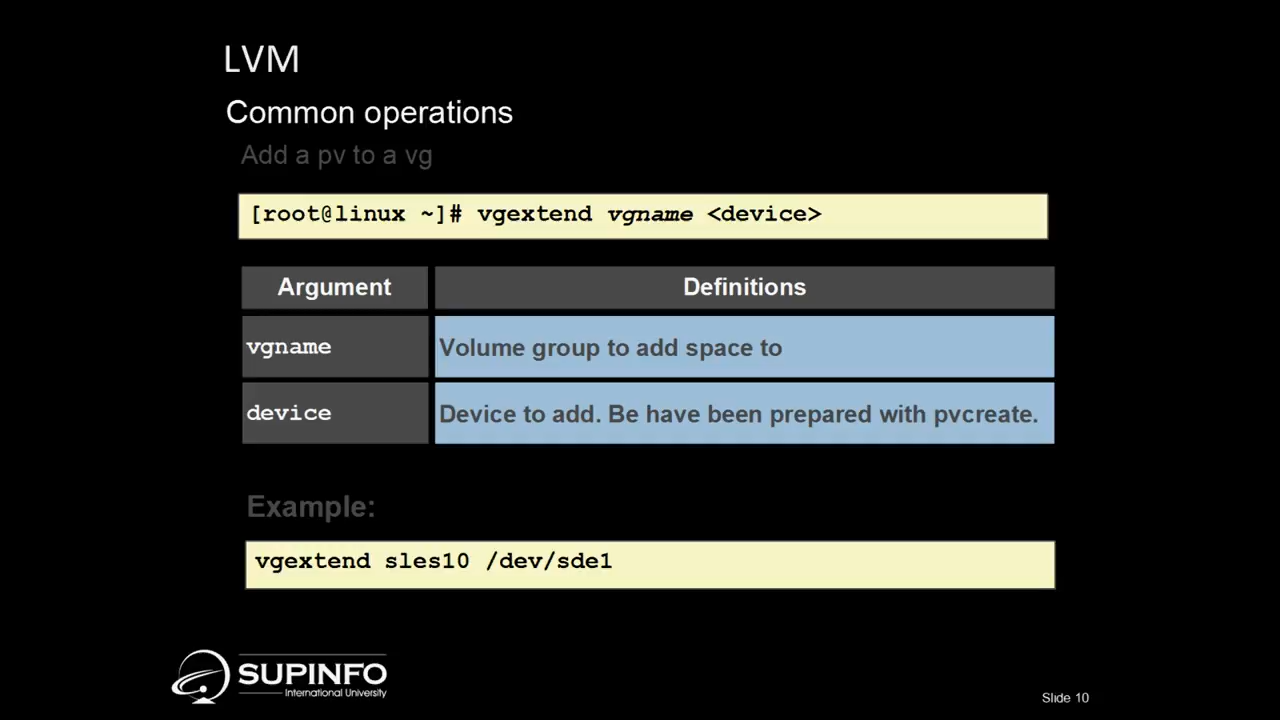 LVM
Common operations
Add a pv to a vg
[root@linux ~]# vgextend vgname <device>
Argument Definitions
vgname Volume group to add space to
device Device to add. Be have been prepared with pvcreate.
Example:
vgextend sles10 /dev/sde1
SUPINFO
International University
Slide 10